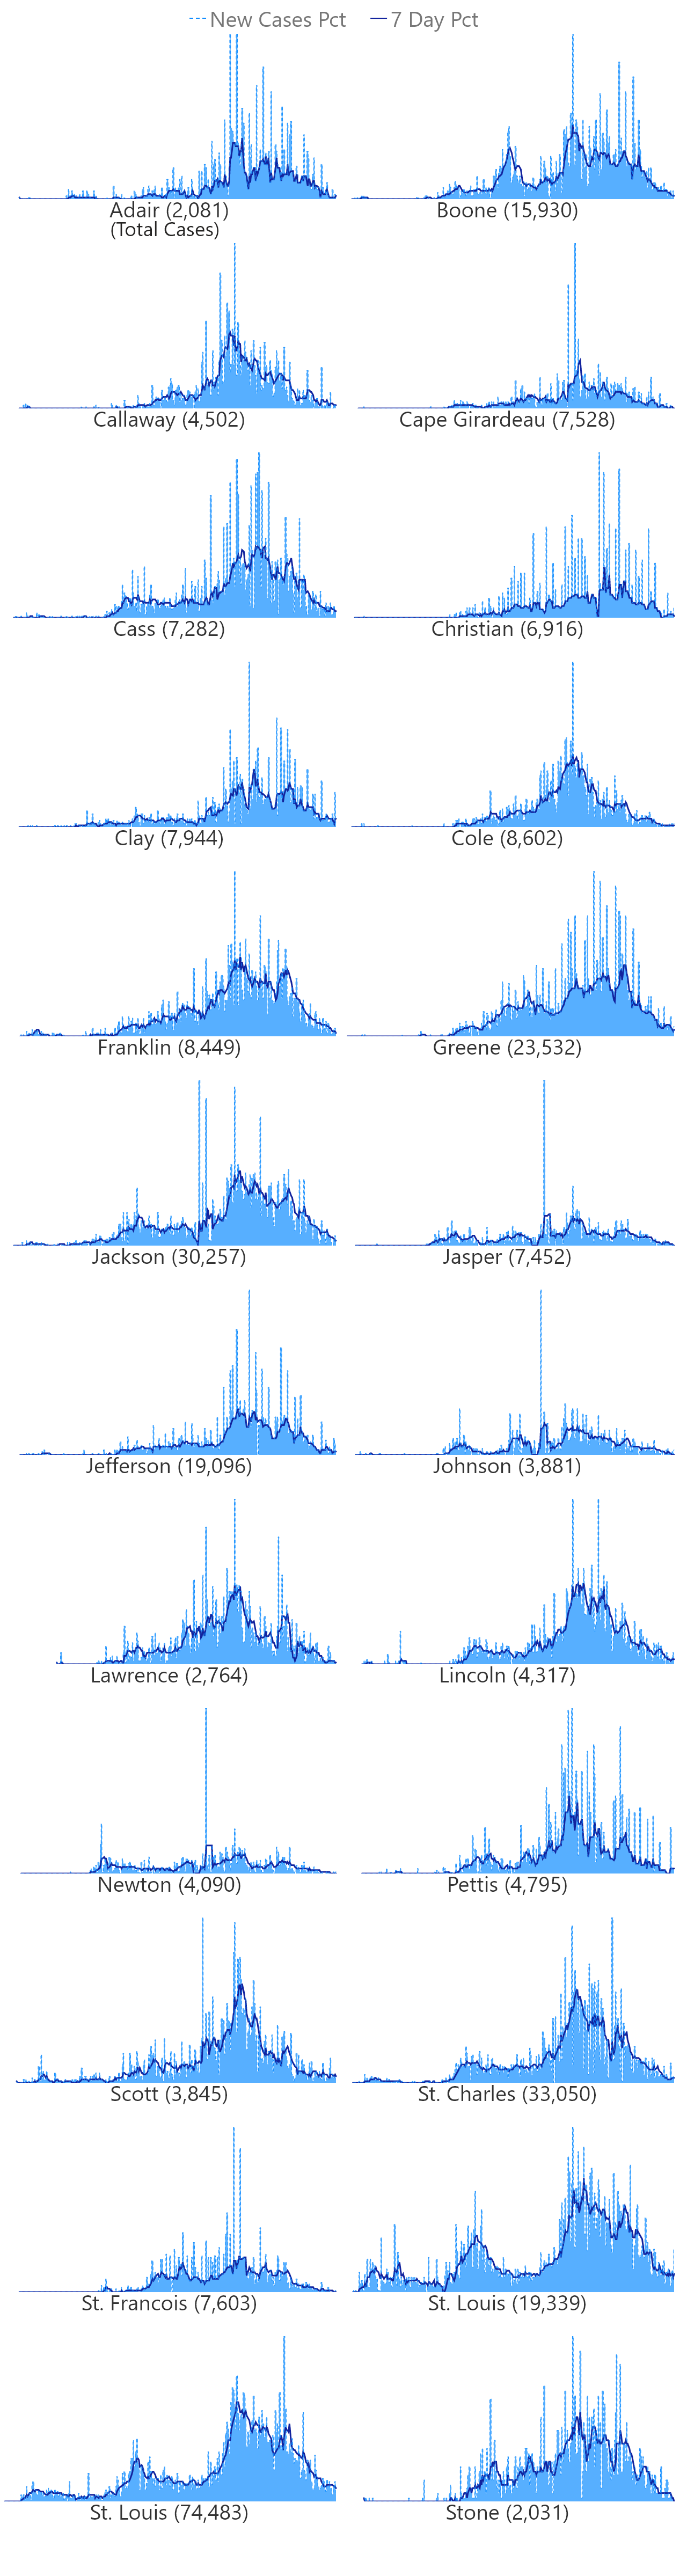 New Cases Pct 7 Day Pct
Adair (2,081)
(Total Cases)
Boone (15,930)
Callaway (4,502)
Cape Girardeau (7,528)
Cass (7,282)
Christian (6,916)
Clay (7,944)
Cole (8,602)
Franklin (8,449)
Greene (23,532)
Jackson (30,257)
Jasper (7,452)
Jefferson (19,096)
Johnson (3,881)
Lawrence (2,764)
Lincoln (4,317)
Newton (4,090)
Pettis (4,795)
Scott (3,845)
St. Charles (33,050)
St. Francois (7,603)
St. Louis (19,339)
St. Louis (74,483)
Stone (2,031)